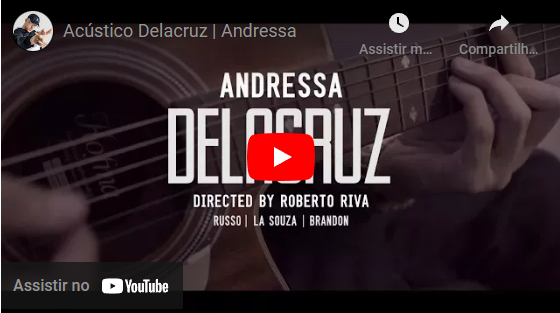 Acústico Delacruz | Andressa
Assistir m...
Compartilh...
ANDRESSA
DELACRUZ
DIRECTED BY ROBERTO RIVA
RUSSO | LA SOUZA | BRANDON
Assistir no YouTube